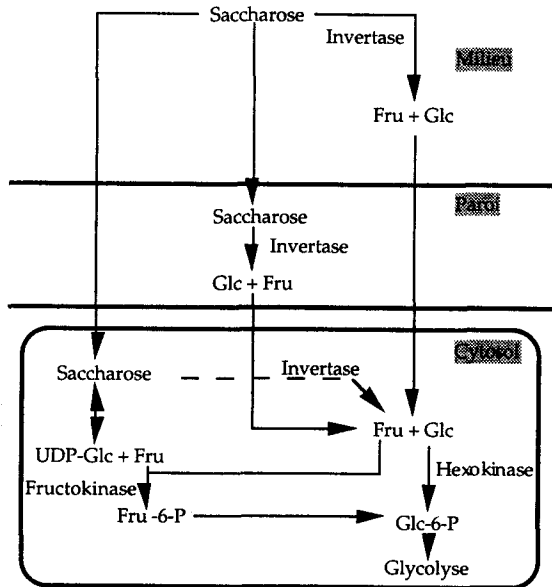 Saccharose
Invertase
Milieu
Fru + Glc
Paroi
Saccharose
Invertase
Glc + Fru
Cytosol
Saccharose
Invertase
Fru + Glc
UDP-Glc + Fru
Hexokinase
Fructokinase
Fru -6-P
Glc-6-P
Glycolyse